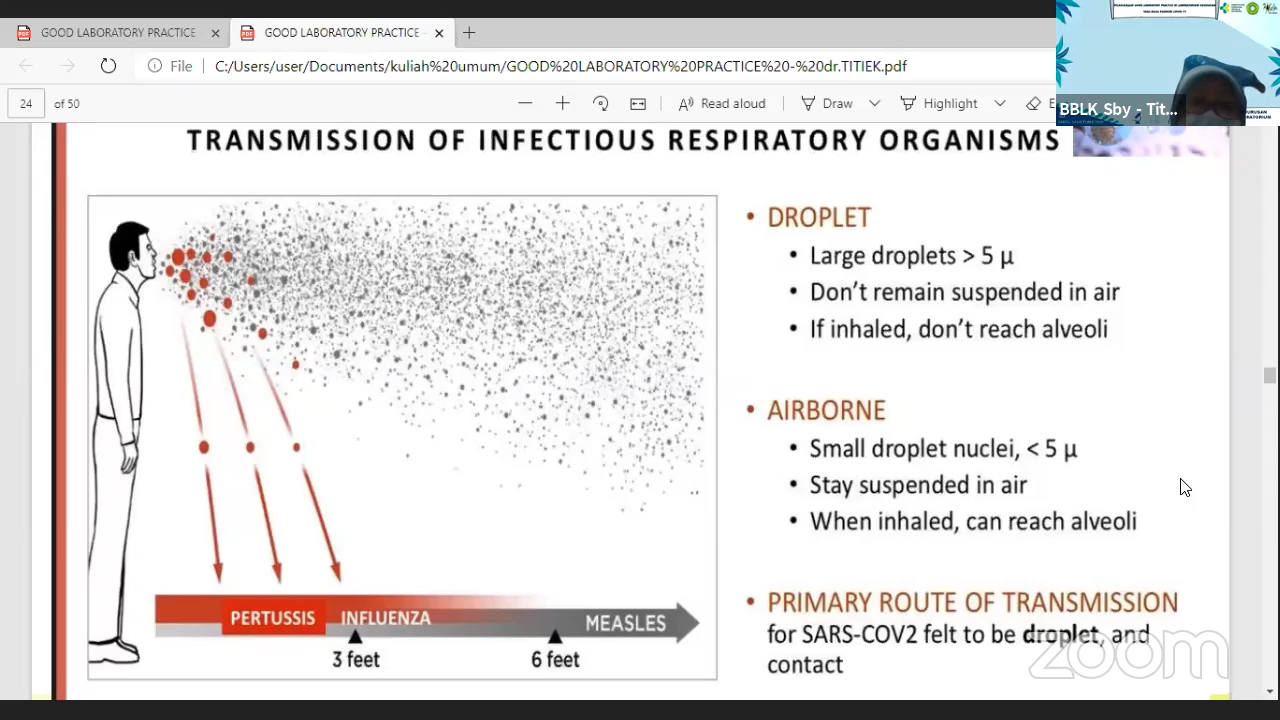 GOOD LABORATORY PRACTICE
GOOD LABORATORY PRACTICE -
File
C:/Users/user/Documents/kuliah%20umum/GOOD%20LABORATORY%20PRACTICE%20-%20dr.TITIEK.pdf
24 of 50
Read aloud
Draw
Highlight
E
BBLK Sby - Tit...
TRANSMISSION OF INFECTIOUS RESPIRATORY ORGANISMS
PERTUSSIS
INFLUENZA
MEASLES
3 feet
6 feet
• DROPLET
• Large droplets > 5 µ
• Don't remain suspended in air
• If inhaled, don't reach alveoli
• AIRBORNE
• Small droplet nuclei, < 5 µ
• Stay suspended in air
• When inhaled, can reach alveoli
• PRIMARY ROUTE OF TRANSMISSION
for SARS-COV2 felt to be droplet, and
contact
zoom